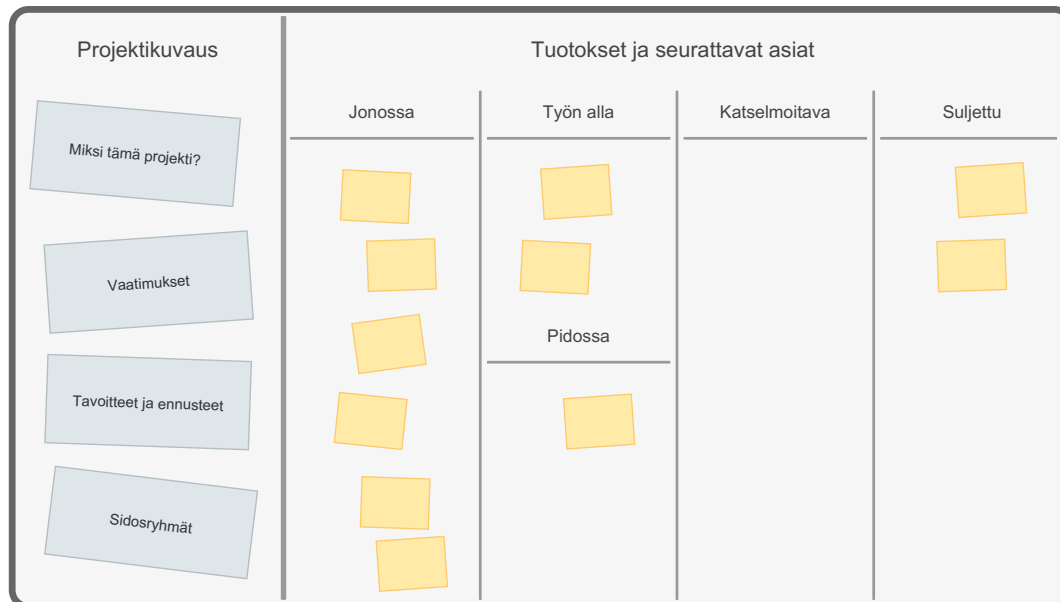 Projektikuvaus
Miksi tämä projekti?
Vaatimukset
Tavoitteet ja ennusteet
Sidosryhmät
Tuotokset ja seurattavat asiat
Jonossa
Työn alla
Pidossa
Katselmoitava
Suljettu